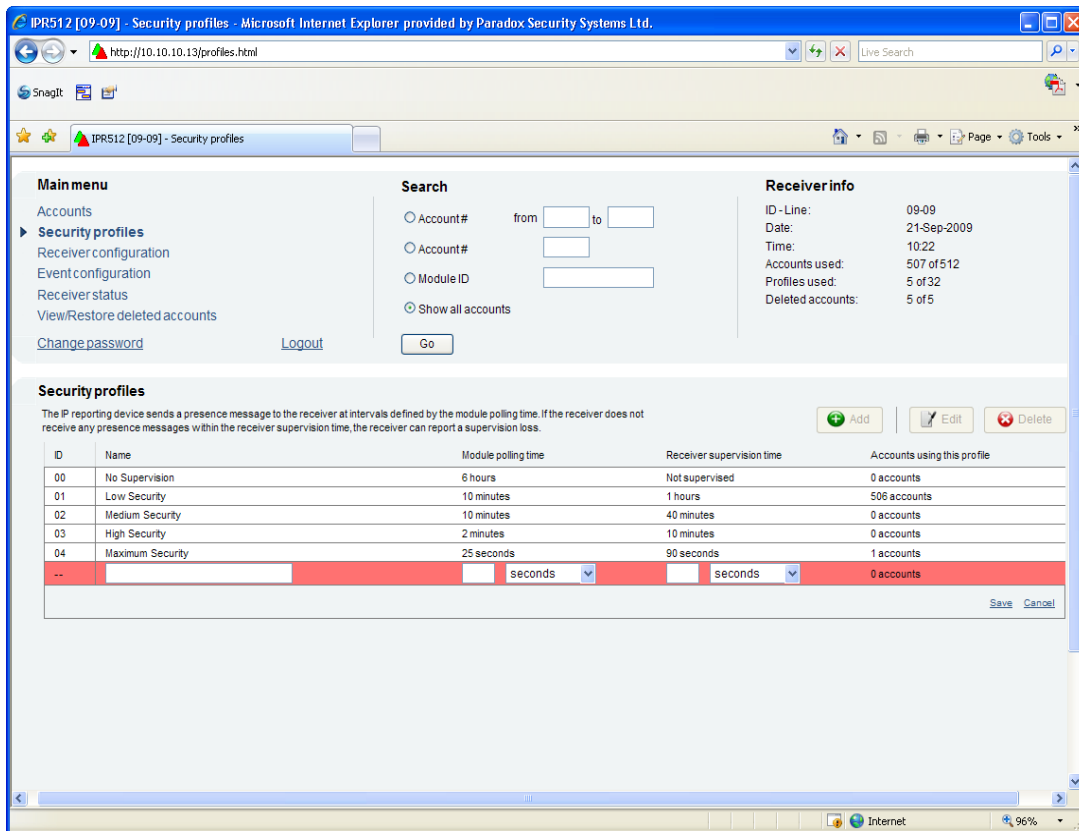 IPR512 [09-09] - Security profiles - Microsoft Internet Explorer provided by Paradox Security Systems Ltd.
http://10.10.10.13/profiles.html
Live Search
SnagIt
IPR512 [09-09] - Security profiles
Page
Tools
Main menu
Accounts
Security profiles
Receiver configuration
Event configuration
Receiver status
View/Restore deleted accounts
Change password
Logout
Search
Account # from to
Account #
Module ID
Show all accounts
Go
Receiver info
ID - Line: 09-09
Date: 21-Sep-2009
Time: 10:22
Accounts used: 507 of 512
Profiles used: 5 of 32
Deleted accounts: 5 of 5
Security profiles
The IP reporting device sends a presence message to the receiver at intervals defined by the module polling time. If the receiver does not
receive any presence messages within the receiver supervision time, the receiver can report a supervision loss.
Add
Edit
Delete
ID Name Module polling time Receiver supervision time Accounts using this profile
00 No Supervision 6 hours Not supervised 0 accounts
01 Low Security 10 minutes 1 hours 506 accounts
02 Medium Security 10 minutes 40 minutes 0 accounts
03 High Security 2 minutes 10 minutes 0 accounts
04 Maximum Security 25 seconds 90 seconds 1 accounts
-- seconds seconds 0 accounts
Save Cancel
Internet
96%